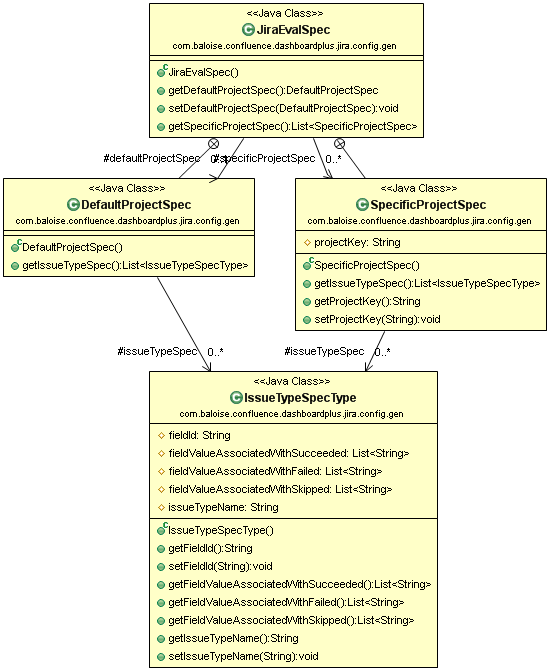 <<Java Class>>
JiraEvalSpec
com.baloise.confluence.dashboardplus.jira.config.gen
JiraEvalSpec()
getDefaultProjectSpec():DefaultProjectSpec
setDefaultProjectSpec(DefaultProjectSpec):void
getSpecificProjectSpec():List<SpecificProjectSpec>
#defaultProjectSpec
#specificProjectSpec
0..*
<<Java Class>>
DefaultProjectSpec
com.baloise.confluence.dashboardplus.jira.config.gen
DefaultProjectSpec()
getIssueTypeSpec():List<IssueTypeSpecType>
<<Java Class>>
SpecificProjectSpec
com.baloise.confluence.dashboardplus.jira.config.gen
projectKey: String
SpecificProjectSpec()
getIssueTypeSpec():List<IssueTypeSpecType>
getProjectKey():String
setProjectKey(String):void
#issueTypeSpec 0..*
#issueTypeSpec 0..*
<<Java Class>>
IssueTypeSpecType
com.baloise.confluence.dashboardplus.jira.config.gen
fieldId: String
fieldValueAssociatedWithSucceeded: List<String>
fieldValueAssociatedWithFailed: List<String>
fieldValueAssociatedWithSkipped: List<String>
issueTypeName: String
IssueTypeSpecType()
getFieldId():String
setFieldId(String):void
getFieldValueAssociatedWithSucceeded():List<String>
getFieldValueAssociatedWithFailed():List<String>
getFieldValueAssociatedWithSkipped():List<String>
getIssueTypeName():String
setIssueTypeName(String):void